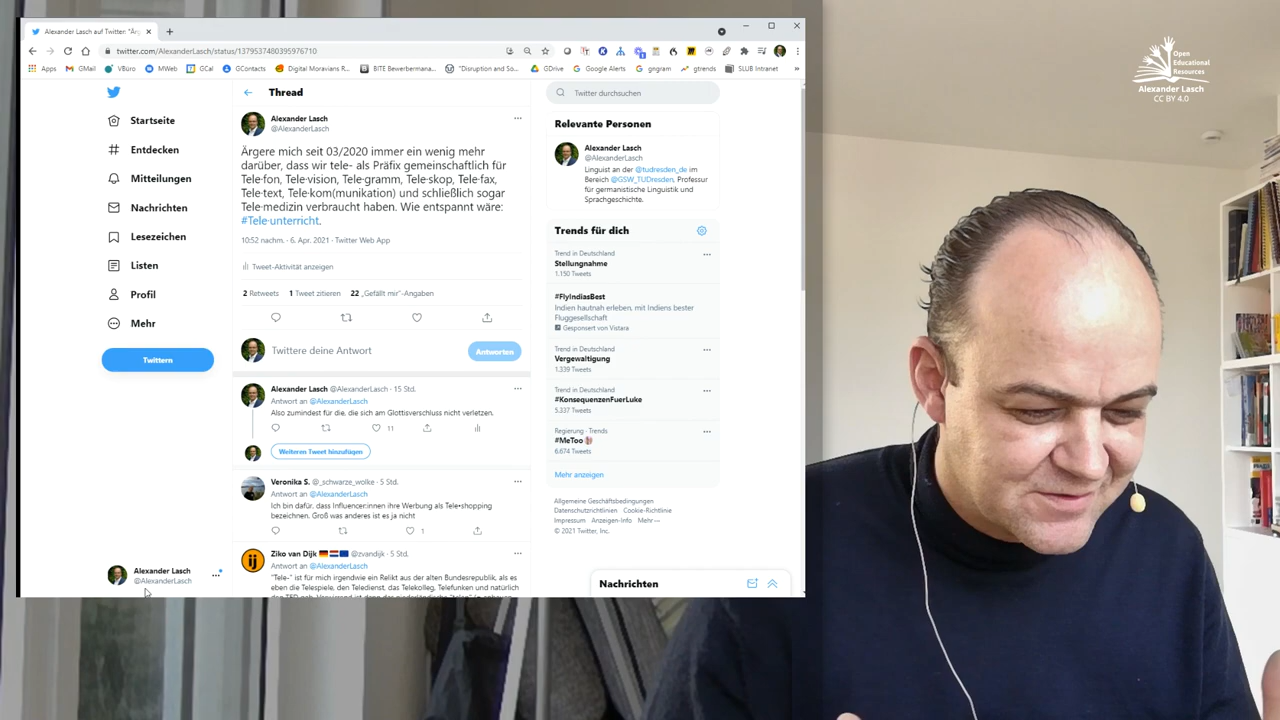 Alexander Lasch auf Twitter: "Är
twitter.com/AlexanderLasch/status/1379537480395976710
Apps
GMail
VBüro
MWeb
GCal
GContacts
Digital Moravians R...
BITE Bewerbermana...
"Disruption and So...
GDrive
Google Alerts
gngram
gtrends
SLUB Intranet
Open
Educational
Resources
Alexander Lasch
CC BY 4.0
Startseite
Entdecken
Mitteilungen
Nachrichten
Lesezeichen
Listen
Profil
Mehr
Twittern
Alexander Lasch
@AlexanderLasch
Thread
Alexander Lasch
@AlexanderLasch
Ärgere mich seit 03/2020 immer ein wenig mehr
darüber, dass wir tele- als Präfix gemeinschaftlich für
Tele·fon, Tele·vision, Tele·gramm, Tele·skop, Tele·fax,
Tele·text, Tele·kom(munikation) und schließlich sogar
Tele·medizin verbraucht haben. Wie entspannt wäre:
#Tele·unterricht.
10:52 nachm. · 6. Apr. 2021 · Twitter Web App
Tweet-Aktivität anzeigen
2 Retweets 1 Tweet zitieren 22 „Gefällt mir"-Angaben
Twittere deine Antwort
Antworten
Alexander Lasch @AlexanderLasch · 15 Std.
Antwort an @AlexanderLasch
Also zumindest für die, die sich am Glottisverschluss nicht verletzen.
11
Weiteren Tweet hinzufügen
Veronika S. @_schwarze_wolke · 5 Std.
Antwort an @AlexanderLasch
Ich bin dafür, dass Influencer:innen ihre Werbung als Tele•shopping
bezeichnen. Groß was anderes ist es ja nicht
1
Ziko van Dijk @zvandijk · 5 Std.
Antwort an @AlexanderLasch
"Tele-" ist für mich irgendwie ein Relikt aus der alten Bundesrepublik, als es
eben die Telespiele, den Teledienst, das Telekolleg, Telefunken und natürlich
Twitter durchsuchen
Relevante Personen
Alexander Lasch
@AlexanderLasch
Linguist an der @tudresden_de im
Bereich @GSW_TUDresden. Professur
für germanistische Linguistik und
Sprachgeschichte.
Trends für dich
Trend in Deutschland
Stellungnahme
1.150 Tweets
#FlyIndiasBest
Indien hautnah erleben, mit Indiens bester
Fluggesellschaft
Gesponsert von Vistara
Trend in Deutschland
Vergewaltigung
1.339 Tweets
Trend in Deutschland
#KonsequenzenFuerLuke
5.337 Tweets
Regierung · Trends
#MeToo
6.674 Tweets
Mehr anzeigen
Allgemeine Geschäftsbedingungen
Datenschutzrichtlinien Cookie-Richtlinie
Impressum Anzeigen-Info Mehr
© 2021 Twitter, Inc.
Nachrichten